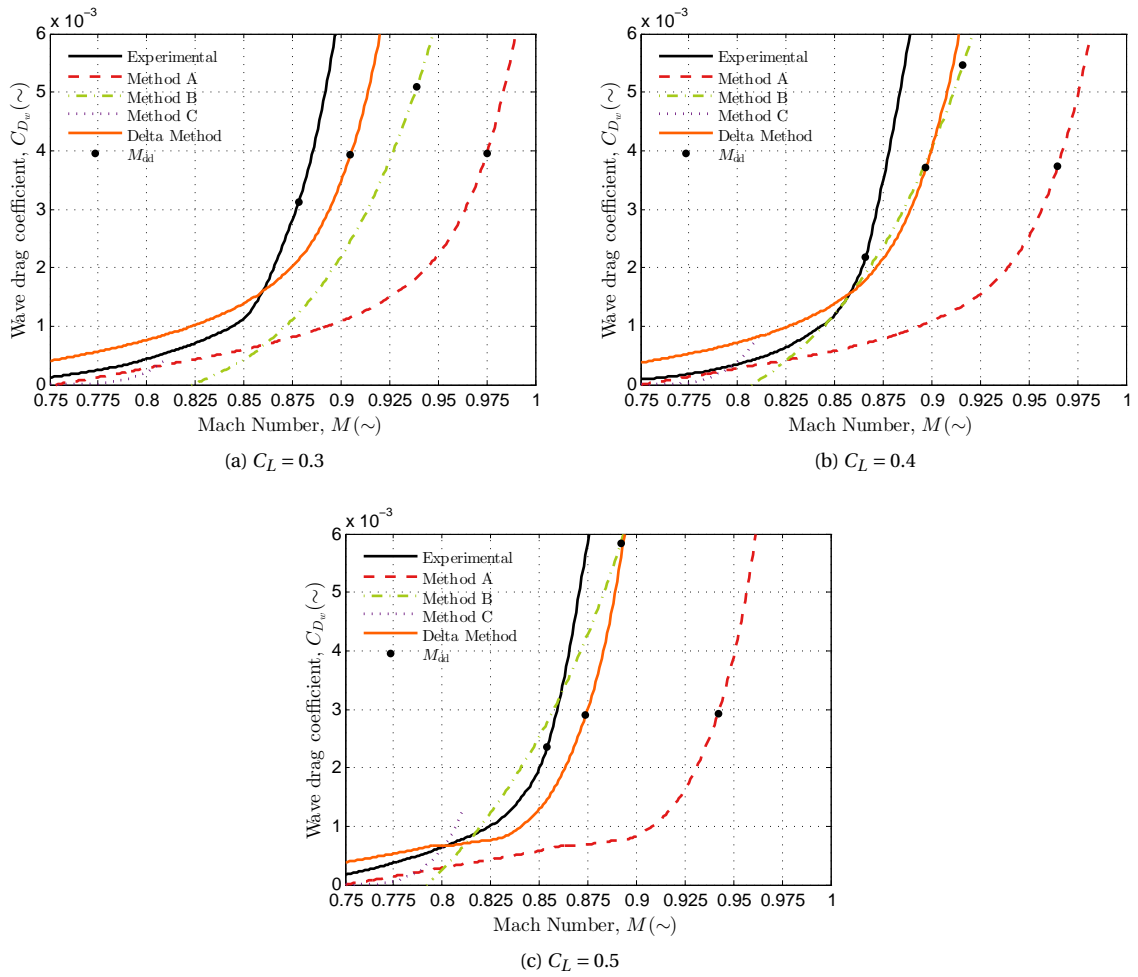 x 10⁻³
6
5
4
3
2
1
0
Wave drag coefficient, C_{D_w}(∼)
Experimental
Method A
Method B
Method C
Delta Method
M_{dd}
0.75 0.775 0.8 0.825 0.85 0.875 0.9 0.925 0.95 0.975 1
Mach Number, M(∼)
(a) C_L = 0.3
x 10⁻³
6
5
4
3
2
1
0
Wave drag coefficient, C_{D_w}(∼)
Experimental
Method A
Method B
Method C
Delta Method
M_{dd}
0.75 0.775 0.8 0.825 0.85 0.875 0.9 0.925 0.95 0.975 1
Mach Number, M(∼)
(b) C_L = 0.4
x 10⁻³
6
5
4
3
2
1
0
Wave drag coefficient, C_{D_w}(∼)
Experimental
Method A
Method B
Method C
Delta Method
M_{dd}
0.75 0.775 0.8 0.825 0.85 0.875 0.9 0.925 0.95 0.975 1
Mach Number, M(∼)
(c) C_L = 0.5